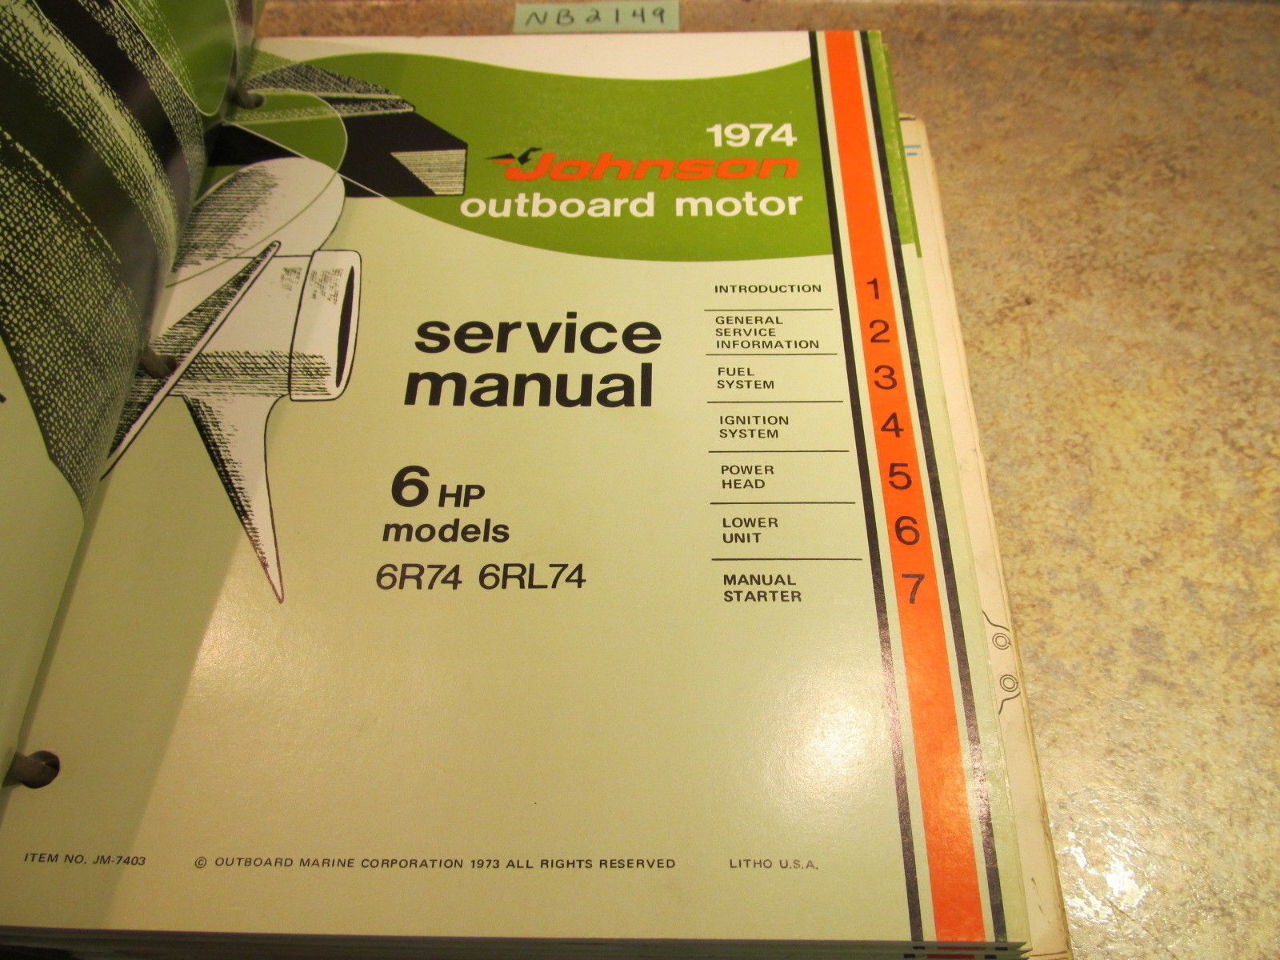 NB2149
1974
Johnson
outboard motor
service
manual
6 HP
models
6R74 6RL74
INTRODUCTION 1
GENERAL
SERVICE
INFORMATION 2
FUEL
SYSTEM 3
IGNITION
SYSTEM 4
POWER
HEAD 5
LOWER
UNIT 6
MANUAL
STARTER 7
ITEM NO. JM-7403 © OUTBOARD MARINE CORPORATION 1973 ALL RIGHTS RESERVED LITHO U.S.A.